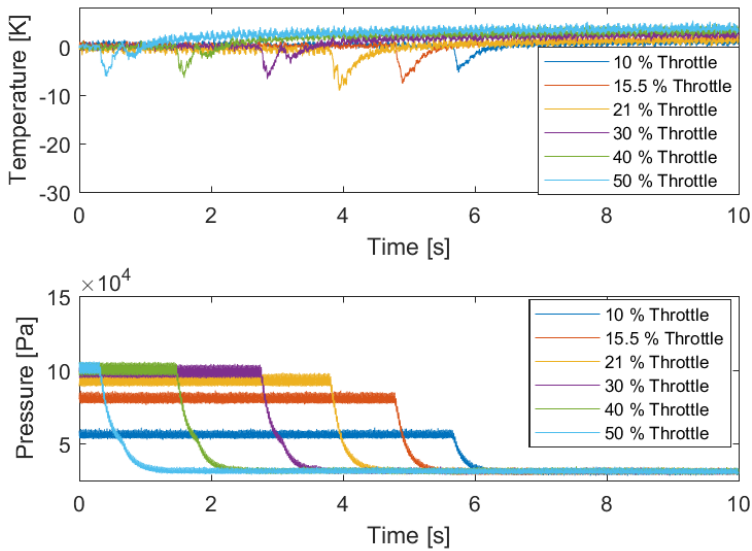 Temperature [K]
0
-10
-20
-30
10 % Throttle
15.5 % Throttle
21 % Throttle
30 % Throttle
40 % Throttle
50 % Throttle
0 2 4 6 8 10
Time [s]
×10⁴
Pressure [Pa]
15
10
5
10 % Throttle
15.5 % Throttle
21 % Throttle
30 % Throttle
40 % Throttle
50 % Throttle
0 2 4 6 8 10
Time [s]